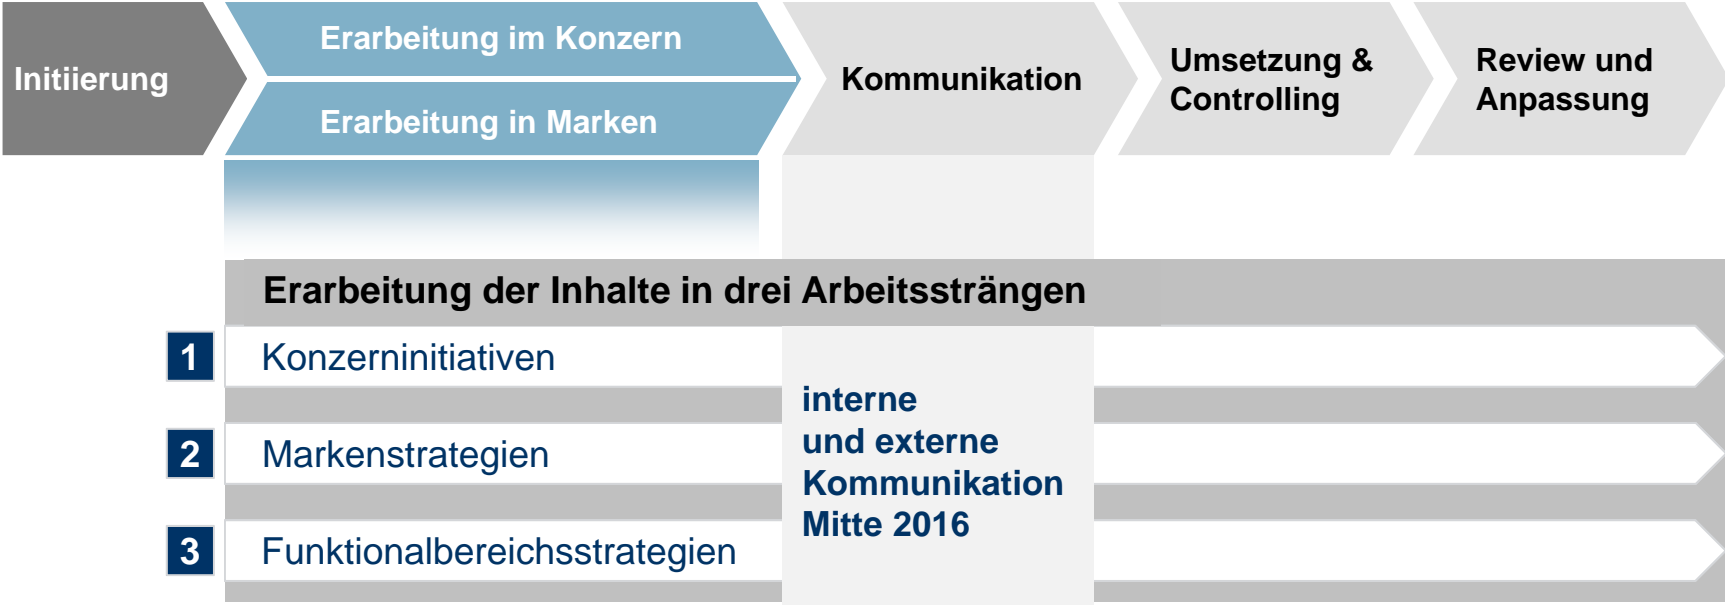 Initiierung
Erarbeitung im Konzern
Erarbeitung in Marken
Kommunikation
Umsetzung &
Controlling
Review und
Anpassung
Erarbeitung der Inhalte in drei Arbeitssträngen
1 Konzerninitiativen
2 Markenstrategien
3 Funktionalbereichsstrategien
interne
und externe
Kommunikation
Mitte 2016